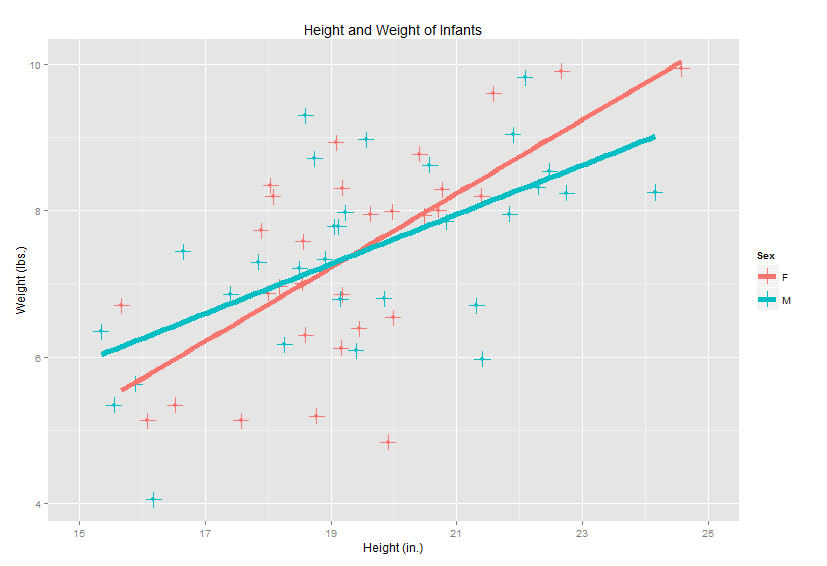 Height and Weight of Infants
Weight (lbs.)
10
8
6
4
15 17 19 21 23 25
Height (in.)
Sex
F
M